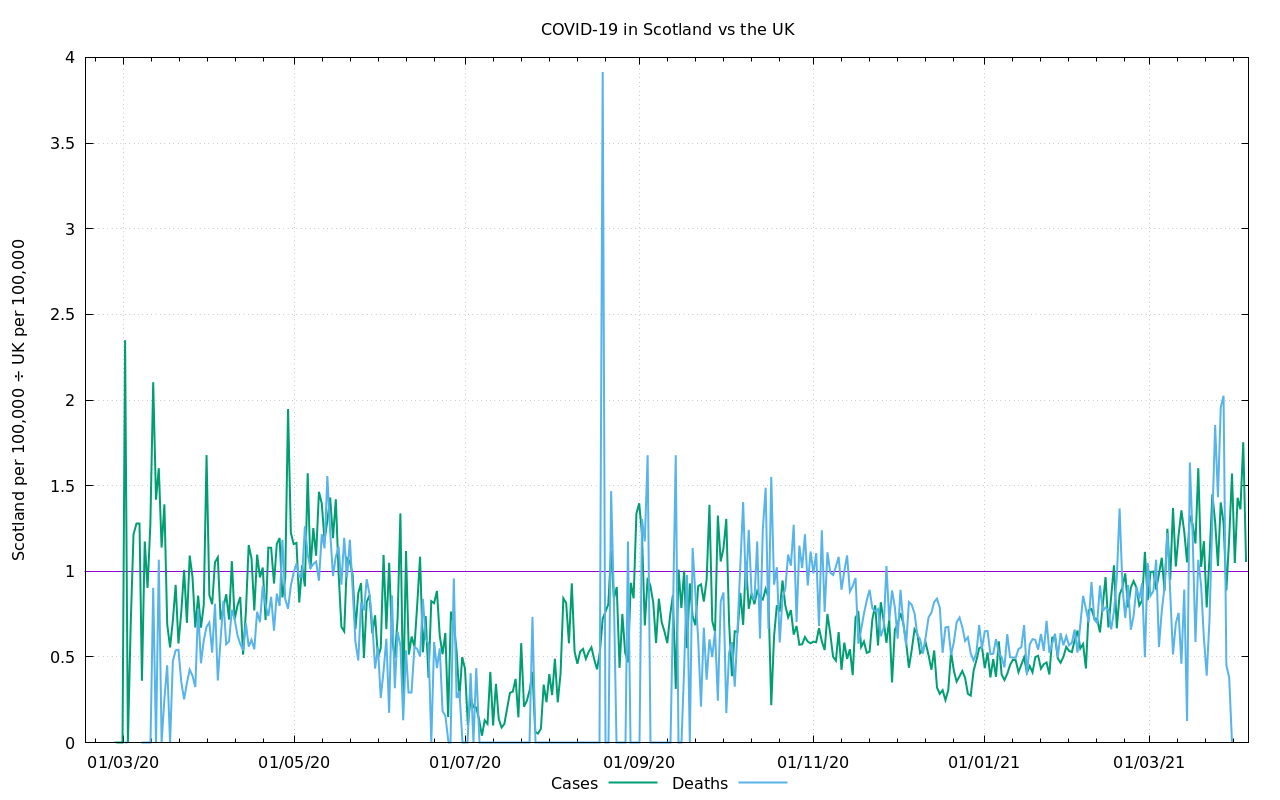 COVID-19 in Scotland vs the UK
Scotland per 100,000 ÷ UK per 100,000
4
3.5
3
2.5
2
1.5
1
0.5
0
01/03/20 01/05/20 01/07/20 01/09/20 01/11/20 01/01/21 01/03/21
Cases Deaths